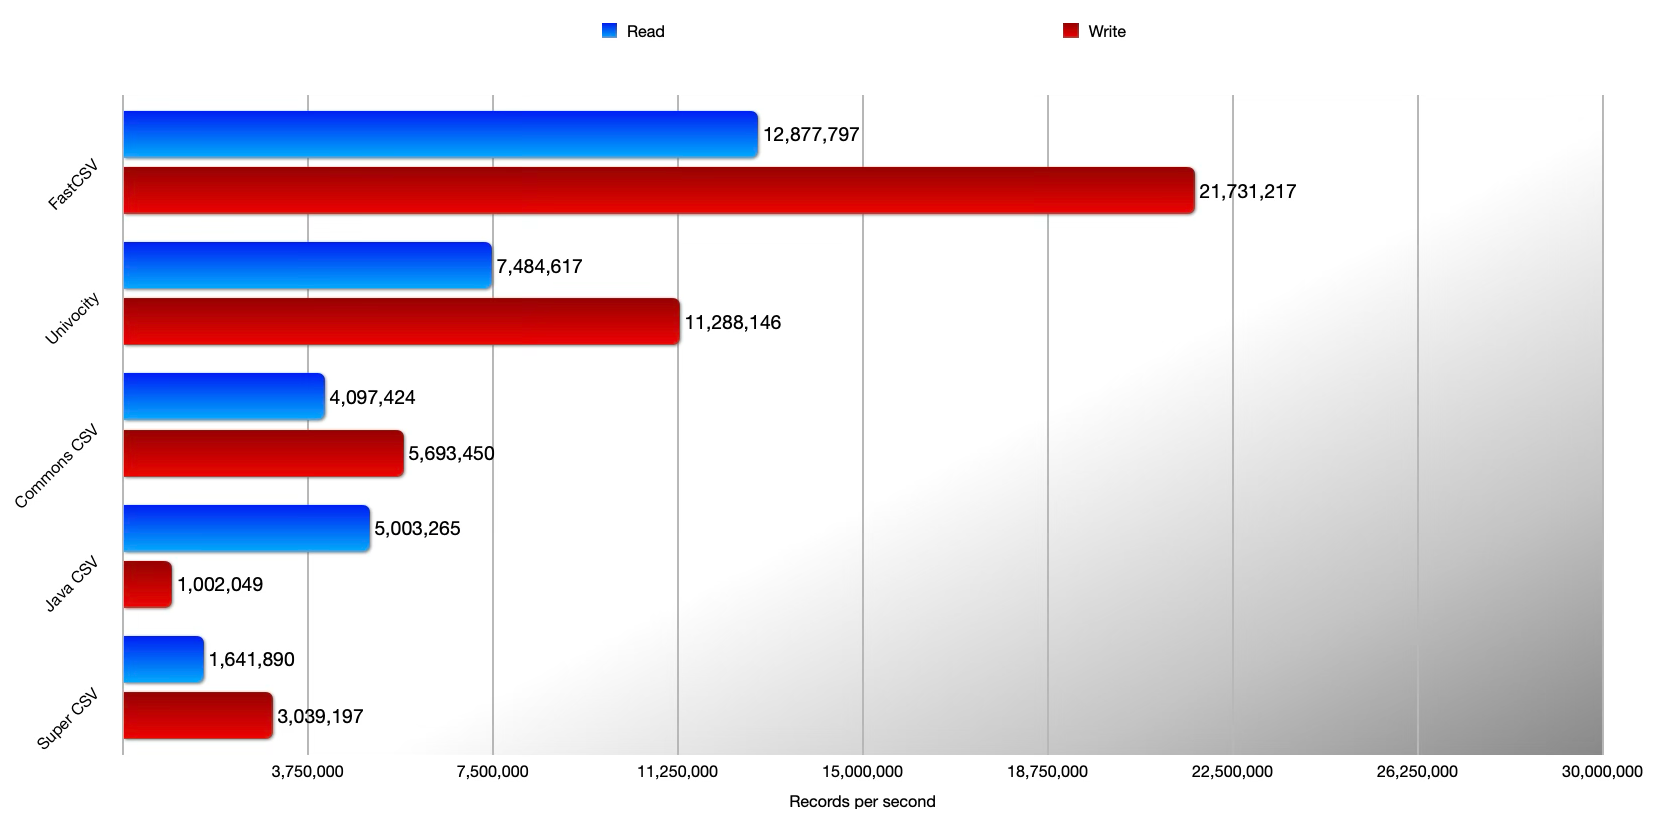 Read
Write
FastCSV
12,877,797
21,731,217
Univocity
7,484,617
11,288,146
Commons CSV
4,097,424
5,693,450
Java CSV
5,003,265
1,002,049
Super CSV
1,641,890
3,039,197
3,750,000
7,500,000
11,250,000
15,000,000
18,750,000
22,500,000
26,250,000
30,000,000
Records per second